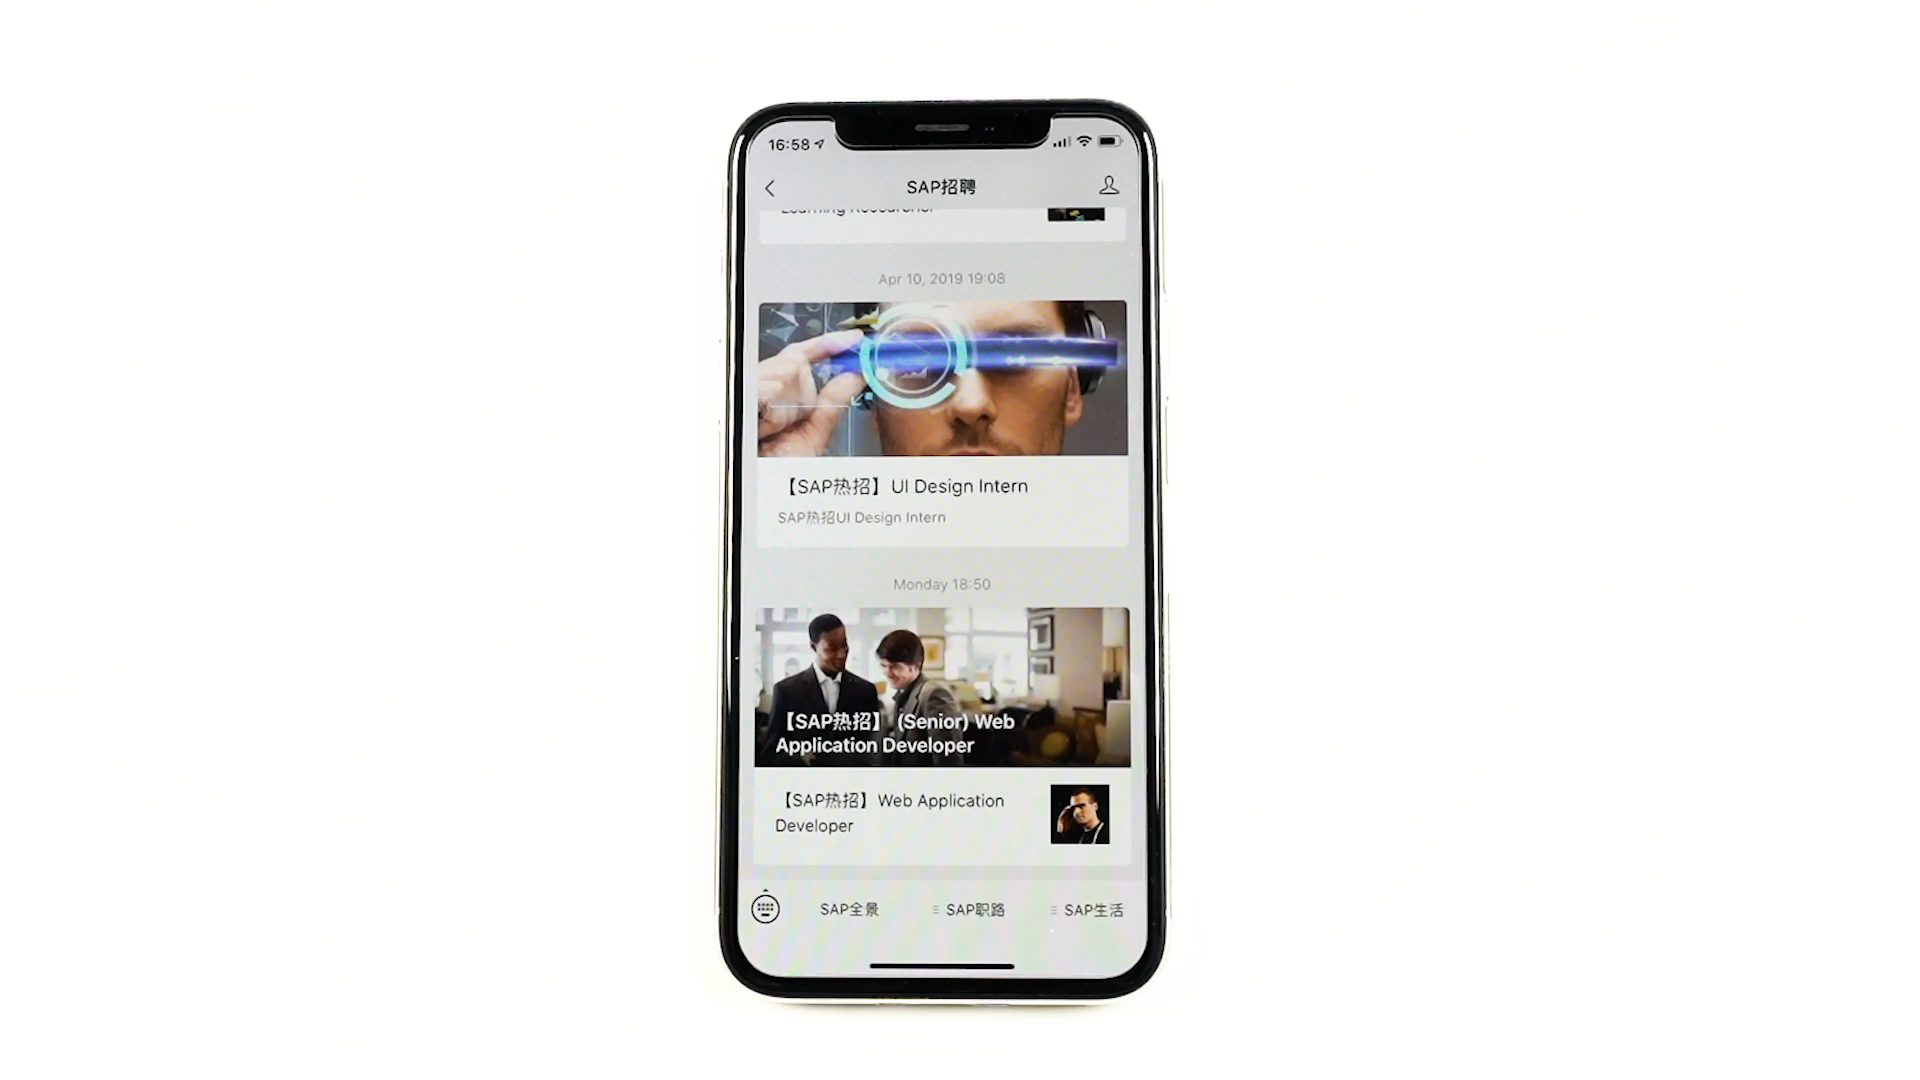 16:58
SAP招聘
Learning Researcher
Apr 10, 2019 19:08
【SAP热招】UI Design Intern
SAP热招UI Design Intern
Monday 18:50
【SAP热招】 (Senior) Web
Application Developer
【SAP热招】Web Application
Developer
SAP全景
SAP职路
SAP生活